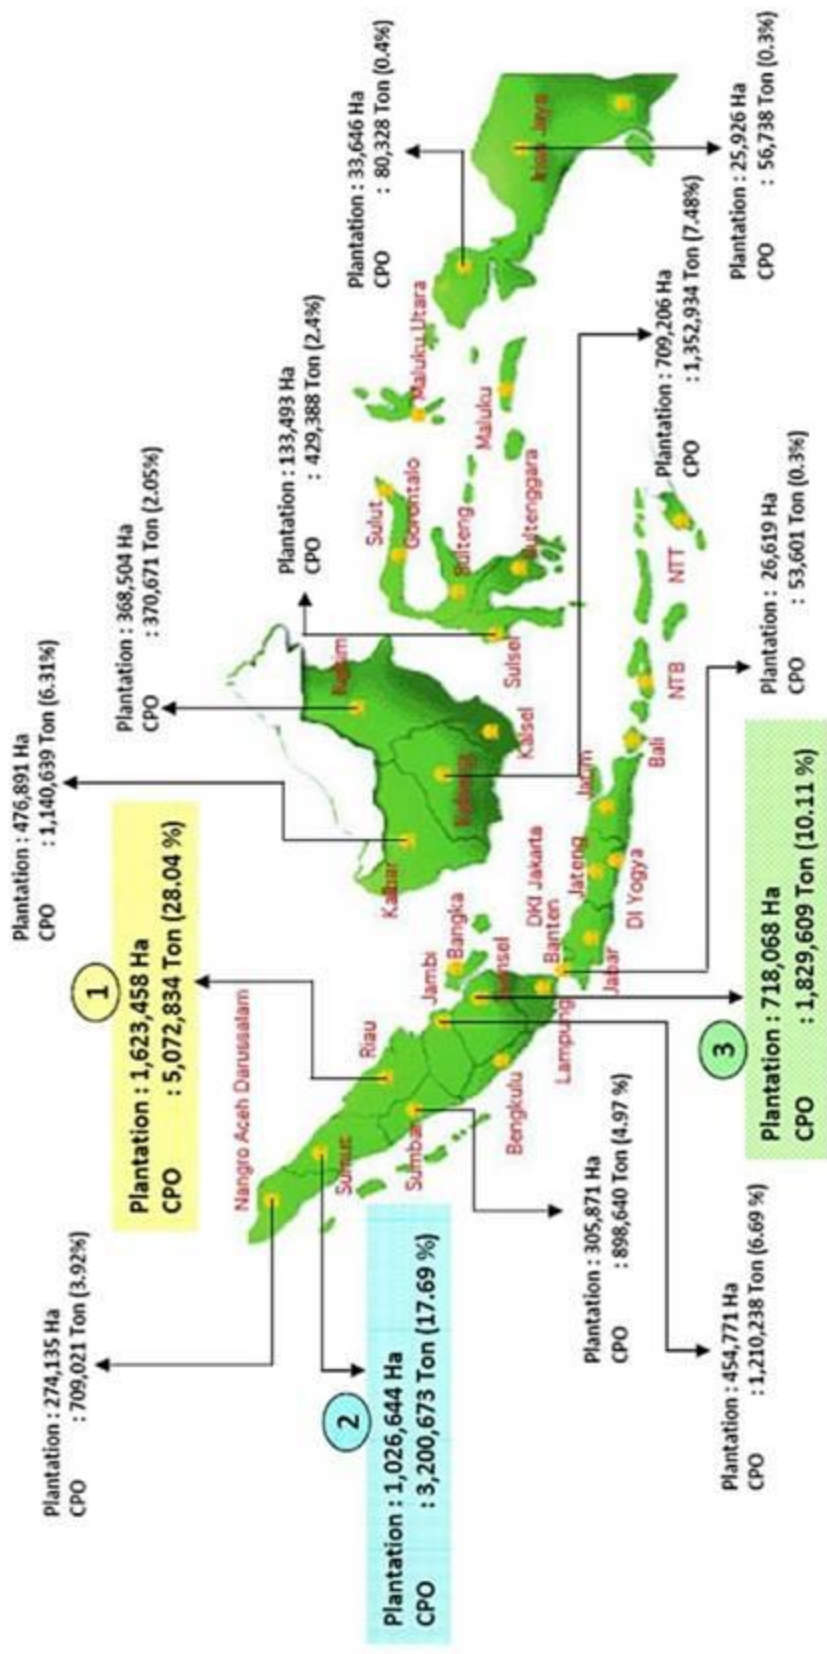 Plantation : 274,135 Ha
CPO : 709,021 Ton (3.92%)
1
Plantation : 1,623,458 Ha
CPO : 5,072,834 Ton (28.04 %)
Plantation : 476,891 Ha
CPO : 1,140,639 Ton (6.31%)
Plantation : 368,504 Ha
CPO : 370,671 Ton (2.05%)
Plantation : 133,493 Ha
CPO : 429,388 Ton (2.4%)
Plantation : 33,646 Ha
CPO : 80,328 Ton (0.4%)
Nangro Aceh Darussalam
Sumut
Riau
Sumbar
Jambi
Bangka
Bengkulu
Lampung
Banten
DKI Jakarta
Jabar
Jateng
DI Yogya
Jatim
Bali
NTB
NTT
Kalbar
Kalteng
Kalsel
Kaltim
Sulsel
Sulut
Gorontalo
Sulteng
Sultenggara
Maluku Utara
Maluku
Irian Jaya
2
Plantation : 1,026,644 Ha
CPO : 3,200,673 Ton (17.69 %)
Plantation : 305,871 Ha
CPO : 898,640 Ton (4.97 %)
Plantation : 454,771 Ha
CPO : 1,210,238 Ton (6.69 %)
3
Plantation : 718,068 Ha
CPO : 1,829,609 Ton (10.11 %)
Plantation : 26,619 Ha
CPO : 53,601 Ton (0.3%)
Plantation : 709,206 Ha
CPO : 1,352,934 Ton (7.48%)
Plantation : 25,926 Ha
CPO : 56,738 Ton (0.3%)